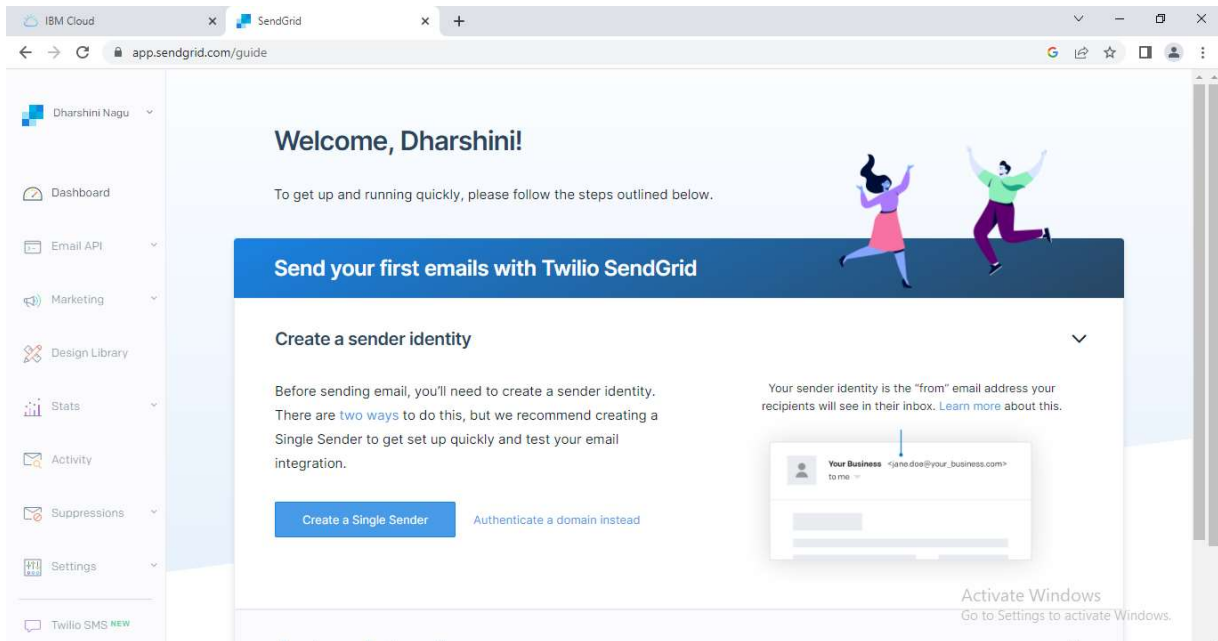 IBM Cloud
SendGrid
app.sendgrid.com/guide
Dharshini Nagu
Dashboard
Email API
Marketing
Design Library
Stats
Activity
Suppressions
Settings
Twilio SMS NEW
Welcome, Dharshini!
To get up and running quickly, please follow the steps outlined below.
Send your first emails with Twilio SendGrid
Create a sender identity
Before sending email, you'll need to create a sender identity.
There are two ways to do this, but we recommend creating a
Single Sender to get set up quickly and test your email
integration.
Create a Single Sender
Authenticate a domain instead
Your sender identity is the "from" email address your
recipients will see in their inbox. Learn more about this.
Your Business <jane.doe@your_business.com>
to me
Activate Windows
Go to Settings to activate Windows.